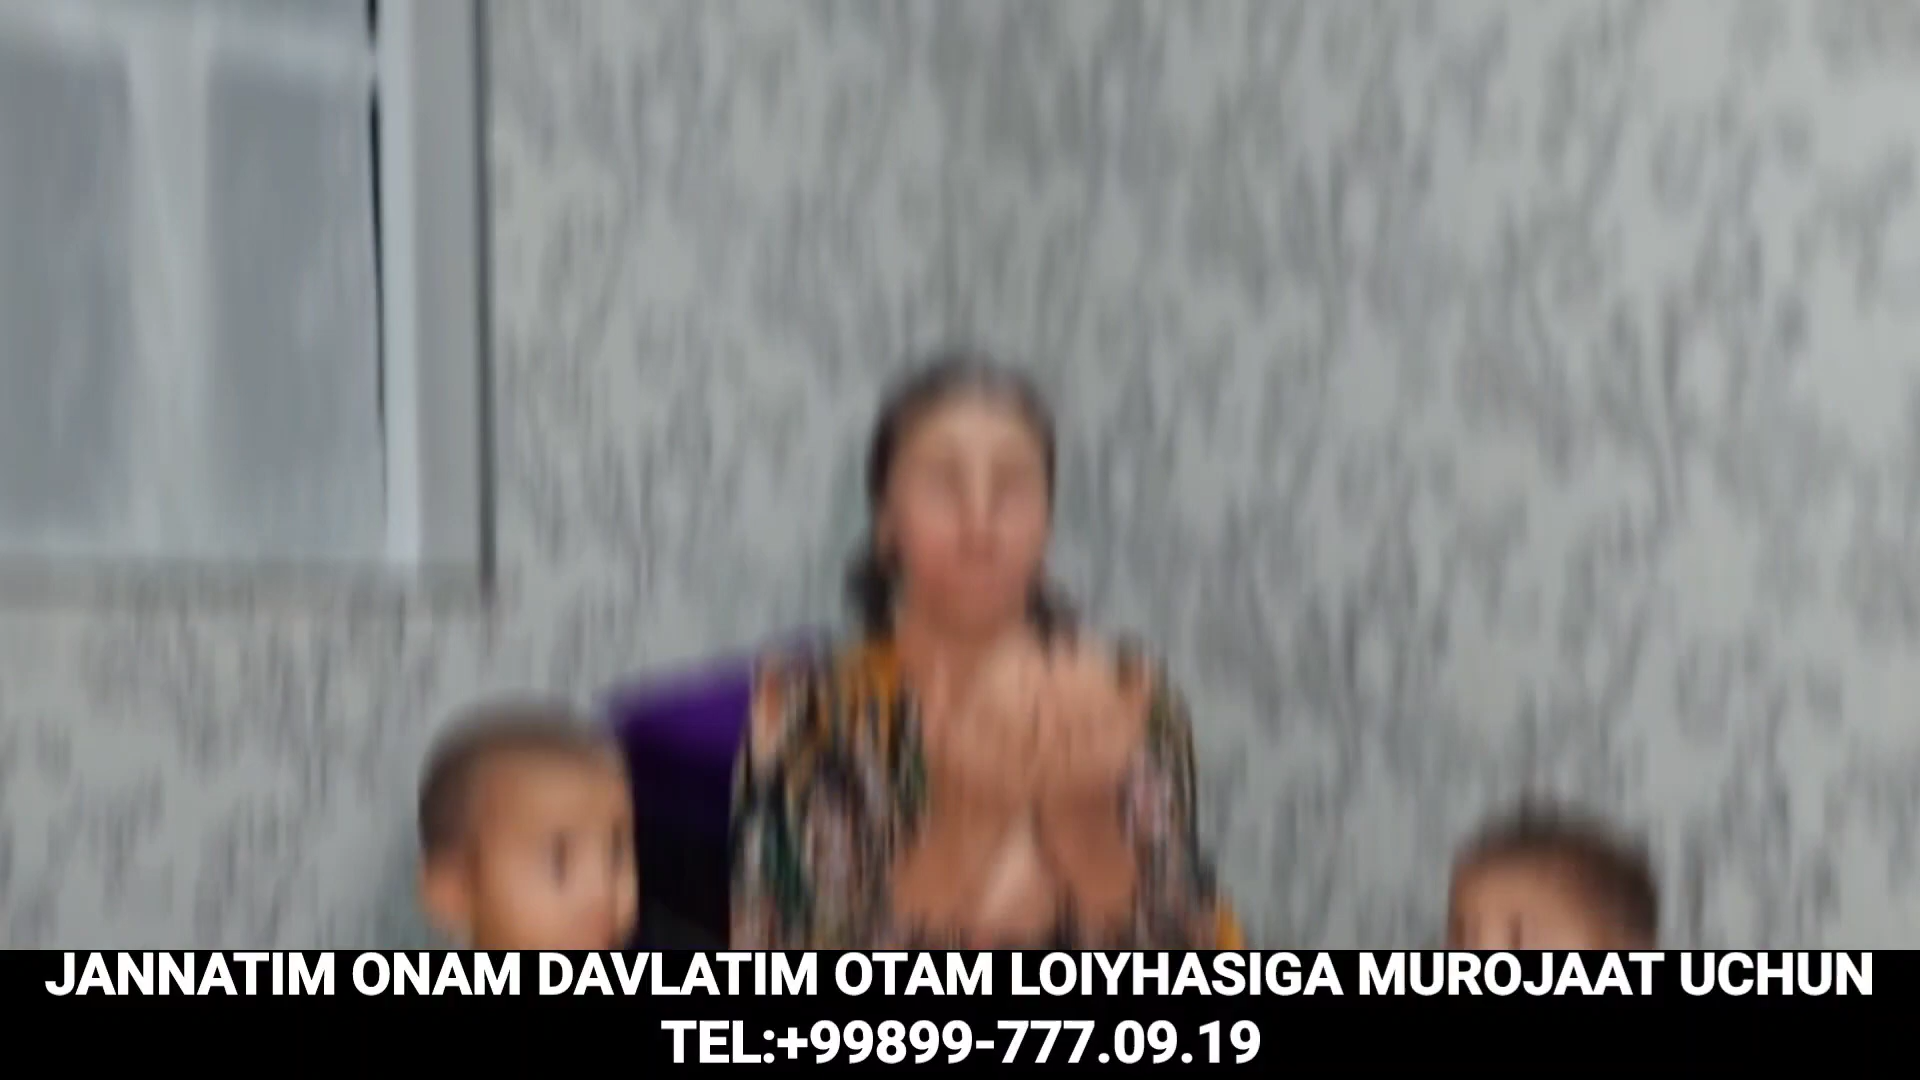 JANNATIM ONAM DAVLATIM OTAM LOIYHASIGA MUROJAAT UCHUN
TEL:+99899-777.09.19